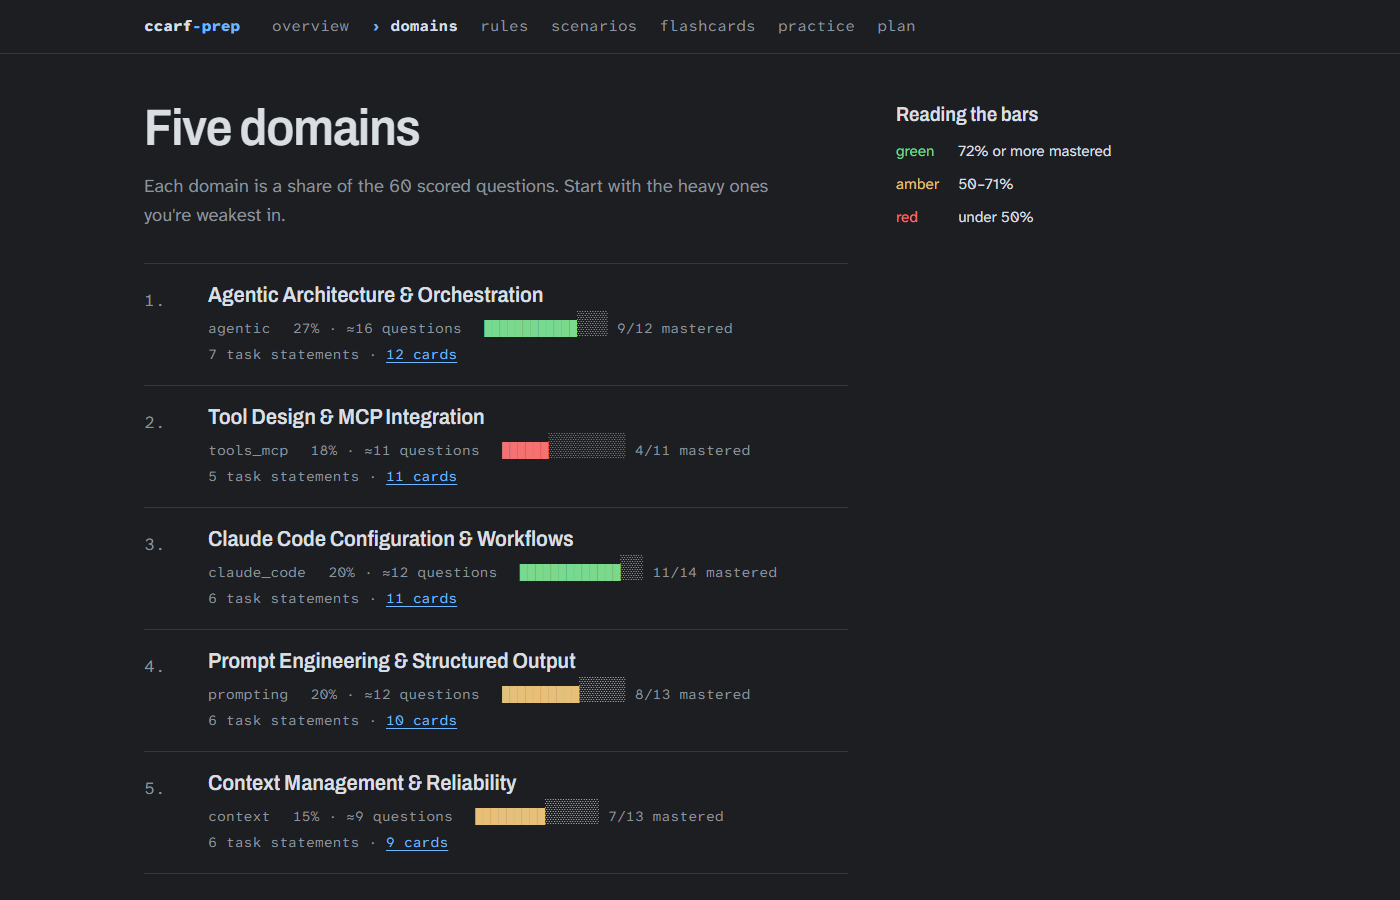 ccarf-prep overview › domains rules scenarios flashcards practice plan
Five domains
Each domain is a share of the 60 scored questions. Start with the heavy ones
you're weakest in.
Reading the bars
green 72% or more mastered
amber 50–71%
red under 50%
1. Agentic Architecture & Orchestration
agentic 27% · ≈16 questions 9/12 mastered
7 task statements · 12 cards
2. Tool Design & MCP Integration
tools_mcp 18% · ≈11 questions 4/11 mastered
5 task statements · 11 cards
3. Claude Code Configuration & Workflows
claude_code 20% · ≈12 questions 11/14 mastered
6 task statements · 11 cards
4. Prompt Engineering & Structured Output
prompting 20% · ≈12 questions 8/13 mastered
6 task statements · 10 cards
5. Context Management & Reliability
context 15% · ≈9 questions 7/13 mastered
6 task statements · 9 cards